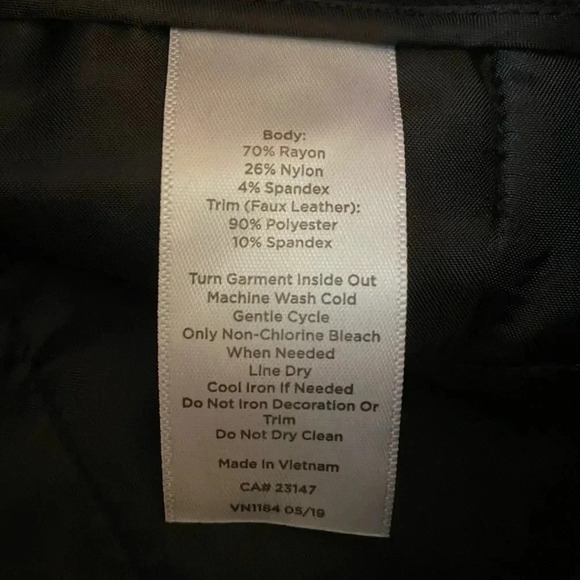 Body:
70% Rayon
26% Nylon
4% Spandex
Trim (Faux Leather):
90% Polyester
10% Spandex
Turn Garment Inside Out
Machine Wash Cold
Gentle Cycle
Only Non-Chlorine Bleach
When Needed
Line Dry
Cool Iron If Needed
Do Not Iron Decoration Or
Trim
Do Not Dry Clean
Made In Vietnam
CA# 23147
VN1184 05/19